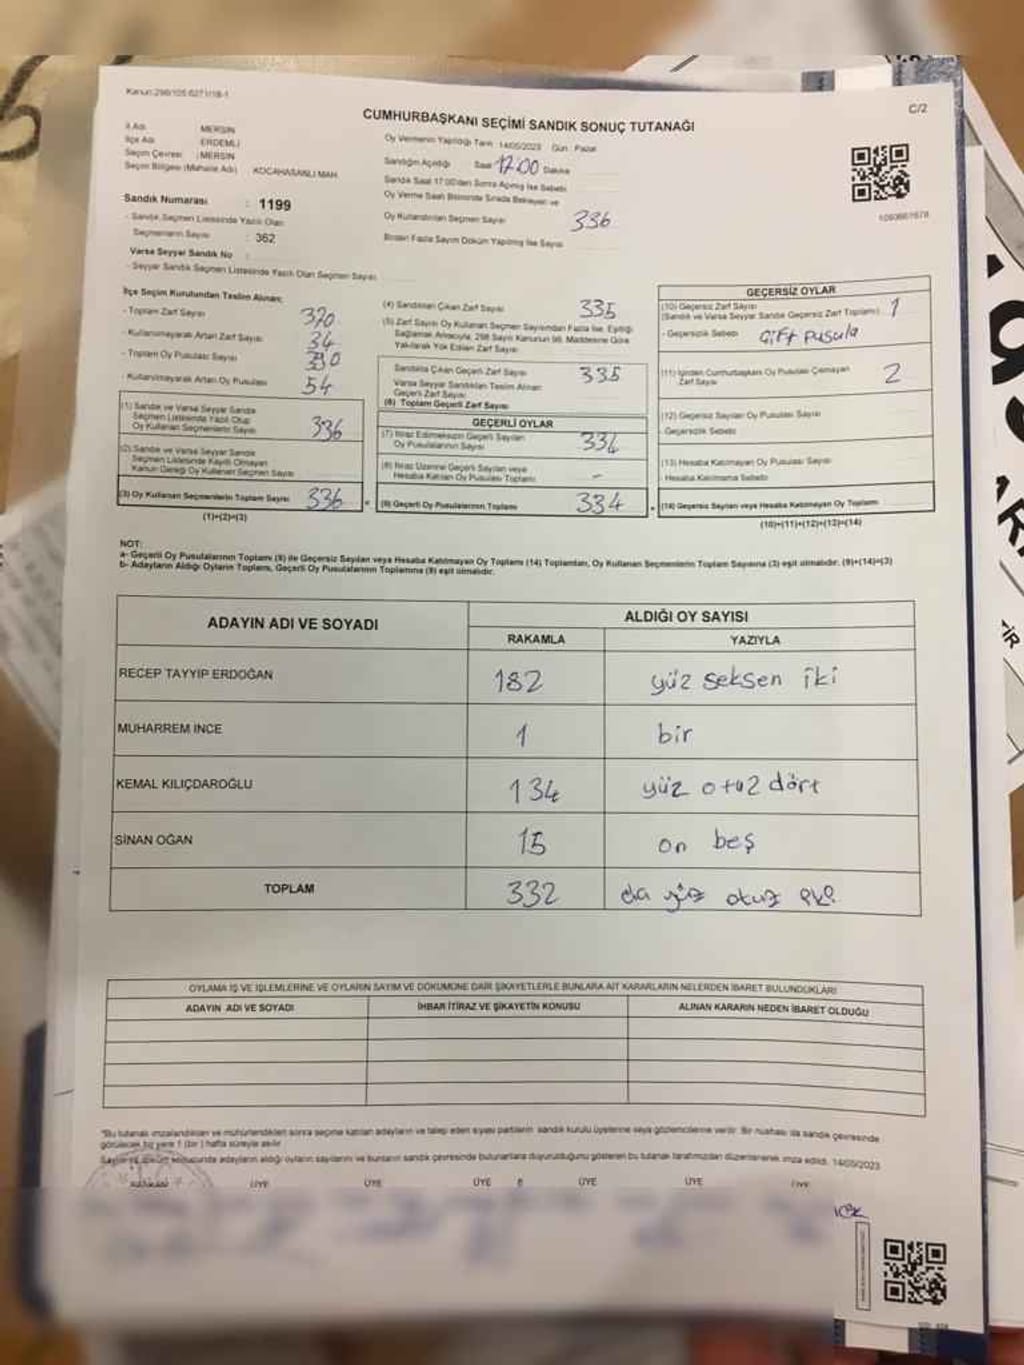 Kanun:298/105 6271/18-1
C/2
CUMHURBAŞKANI SEÇİMİ SANDIK SONUÇ TUTANAĞI
İl Adı MERSİN
İlçe Adı ERDEMLİ
Seçim Çevresi : MERSİN
Seçim Bölgesi (Mahalle Adı) KOCAHASANLI MAH.
Oy Vermenin Yapıldığı Tarih 14/05/2023 Gün Pazar
Sandığın Açıldığı Saat 17:00 Dakika
Sandık Saat 17:00'den Sonra Açılmış İse Sebebi
Oy Verme Saati Bitiminde Sırada Bekleyen ve
Oy Kullandırılan Seçmen Sayısı 336
Birden Fazla Sayım Döküm Yapılmış İse Sayısı
Sandık Numarası : 1199
- Sandık Seçmen Listesinde Yazılı Olan
Seçmenlerin Sayısı : 362
Varsa Seyyar Sandık No :
- Seyyar Sandık Seçmen Listesinde Yazılı Olan Seçmen Sayısı
İlçe Seçim Kurulundan Teslim Alınan;
- Toplam Zarf Sayısı 370
- Kullanılmayarak Artan Zarf Sayısı 34
- Toplam Oy Pusulası Sayısı
- Kullanılmayarak Artan Oy Pusulası 54
(1) Sandık ve Varsa Seyyar Sandık
Seçmen Listesinde Yazılı Olup
Oy Kullanan Seçmenlerin Sayısı 336
(2) Sandık ve Varsa Seyyar Sandık
Seçmen Listesinde Kayıtlı Olmayan
Kanun Gereği Oy Kullanan Seçmen Sayısı
(3) Oy Kullanan Seçmenlerin Toplam Sayısı 336
(1)+(2)=(3)
(4) Sandıktan Çıkan Zarf Sayısı 335
(5) Zarf Sayısı Oy Kullanan Seçmen Sayısından Fazla İse, Eşitliği
Sağlamak Amacıyla, 298 Sayılı Kanunun 98. Maddesine Göre
Yakılarak Yok Edilen Zarf Sayısı
Sandıkta Çıkan Geçerli Zarf Sayısı 335
Varsa Seyyar Sandıktan Teslim Alınan
Geçerli Zarf Sayısı
(6) Toplam Geçerli Zarf Sayısı
GEÇERLİ OYLAR
(7) İtiraz Edilmeksizin Geçerli Sayılan
Oy Pusulalarının Sayısı 334
(8) İtiraz Üzerine Geçerli Sayılan veya
Hesaba Katılan Oy Pusulası Toplamı -
(9) Geçerli Oy Pusulalarının Toplamı 334
GEÇERSİZ OYLAR
(10) Geçersiz Zarf Sayısı
(Sandık ve Varsa Seyyar Sandık Geçersiz Zarf Toplamı) 1
- Geçersizlik Sebebi Çift Pusula
(11) İçinden Cumhurbaşkanı Oy Pusulası Çıkmayan
Zarf Sayısı 2
(12) Geçersiz Sayılan Oy Pusulası Sayısı
- Geçersizlik Sebebi
(13) Hesaba Katılmayan Oy Pusulası Sayısı
- Hesaba Katılmama Sebebi
(14) Geçersiz Sayılan veya Hesaba Katılmayan Oy Toplamı
(10)+(11)+(12)+(13)=(14)
NOT:
a- Geçerli Oy Pusulalarının Toplamı (9) ile Geçersiz Sayılan veya Hesaba Katılmayan Oy Toplamı (14) Toplamları, Oy Kullanan Seçmenlerin Toplam Sayısına (3) eşit olmalıdır. (9)+(14)=(3)
b- Adayların Aldığı Oyların Toplamı, Geçerli Oy Pusulalarının Toplamına (9) eşit olmalıdır.
ADAYIN ADI VE SOYADI
ALDIĞI OY SAYISI
RAKAMLA YAZIYLA
RECEP TAYYİP ERDOĞAN 182 yüz seksen iki
MUHARREM İNCE 1 bir
KEMAL KILIÇDAROĞLU 134 yüz otuz dört
SİNAN OĞAN 15 on beş
TOPLAM 332 yüz otuz
OYLAMA İŞ VE İŞLEMLERİNE VE OYLARIN SAYIM VE DÖKÜMÜNE DAİR ŞİKAYETLERLE BUNLARA AİT KARARLARIN NELERDEN İBARET BULUNDUKLARI
ADAYIN ADI VE SOYADI
İHBAR İTİRAZ VE ŞİKAYETİN KONUSU
ALINAN KARARIN NEDEN İBARET OLDUĞU
*Bu tutanak imzalandıktan ve mühürlendikten sonra seçime katılan adayların ve talep eden siyasi partilerin sandık kurulu üyelerine veya gözlemcilerine verilir. Bir nüshası da sandık çevresinde
görülecek bir yere 1 (bir) hafta süreyle asılır.
Sayım ve döküm sonucunda adayların aldığı oyların sayılarını ve bunların sandık çevresinde bulunanlara duyurulduğunu gösteren bu tutanak tarafımızdan düzenlenerek imza edildi. 14/05/2023
BAŞKAN ÜYE ÜYE ÜYE ÜYE ÜYE ÜYE